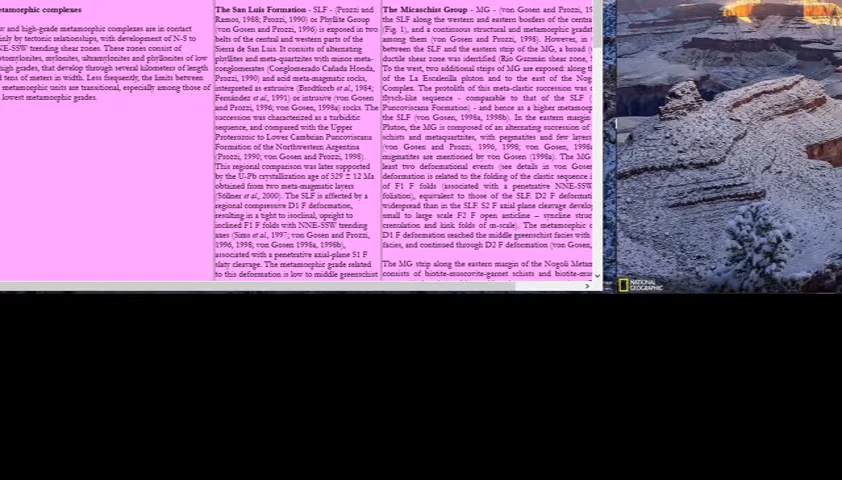 etamorphic complexes
w and high-grade metamorphic complexes are in contact
inly by tectonic relationships, with development of N-S to
NE-SSW trending shear zones. These zones consist of
otomylonites, mylonites, ultramylonites and phyllonites of low
high grades, that develop through several kilometers of length
d tens of meters in width. Less frequently, the limits between
metamorphic units are transitional, especially among those of
lowest metamorphic grades.
The San Luis Formation - SLF - (Prozzi and
Ramos, 1988; Prozzi, 1990) or Phyllite Group
(von Gosen and Prozzi, 1996) is exposed in two
belts of the central and western parts of the
Sierra de San Luis. It consists of alternating
phyllites and meta-quartzites with minor meta-
conglomerates (Conglomerado Cañada Honda,
Prozzi, 1990) and acid meta-magmatic rocks,
interpreted as extrusive (Brodtkorb et al., 1984;
Fernández et al., 1991) or intrusive (von Gosen
and Prozzi, 1996; von Gosen, 1998a) rocks. The
succession was characterized as a turbiditic
sequence, and compared with the Upper
Proterozoic to Lower Cambrian Puncoviscana
Formation of the Northwestern Argentina
(Prozzi, 1990; von Gosen and Prozzi, 1998).
This regional comparison was later supported
by the U-Pb crystallization age of 529 ± 12 Ma
obtained from two meta-magmatic layers
(Söllner et al., 2000). The SLF is affected by a
regional compressive D1 F deformation,
resulting in a tight to isoclinal, upright to
inclined F1 F folds with NNE-SSW trending
axes (Sims et al., 1997; von Gosen and Prozzi,
1996, 1998; von Gosen 1998a, 1998b),
associated with a penetrative axial-plane S1 F
slaty cleavage. The metamorphic grade related
to this deformation is low to middle greenschist
The Micaschist Group - MG - (von Gosen and Prozzi, 19
the SLF along the western and eastern borders of the centra
(Fig. 1), and a continuous structural and metamorphic gradat
among them (von Gosen and Prozzi, 1998). However, in
between the SLF and the eastern strip of the MG, a broad (
ductile shear zone was identified (Río Guzmán shear zone,
To the west, two additional strips of MG are exposed: along th
of the La Escalerilla pluton and to the east of the Nog
Complex. The protolith of this meta-clastic succession was
flysch-like sequence - comparable to that of the SLF (
Puncoviscana Formation) - and hence as a higher metamorp
the SLF (von Gosen, 1998a, 1998b). In the eastern margin
Pluton, the MG is composed of an alternating succession of
schists and metaquartzites, with pegmatites and few layers
(von Gosen and Prozzi, 1996, 1998; von Gosen, 1998a
migmatites are mentioned by von Gosen (1998a). The MG
least two deformational events (see details in von Gosen
deformation is related to the folding of the clastic sequence i
of F1 F folds (associated with a penetrative NNE-SSW
foliation), equivalent to those of the SLF. D2 F deformati
widespread than in the SLF. S2 F axial plane cleavage develop
small to large scale F2 F open anticline – syncline struc
crenulation and kink folds of m-scale). The metamorphic c
D1 F deformation reached the middle greenschist facies with
facies, and continued through D2 F deformation (von Gosen,
The MG strip along the eastern margin of the Nogolí Metam
consists of biotite-muscovite-garnet schists and biotite-mus
NATIONAL
GEOGRAPHIC